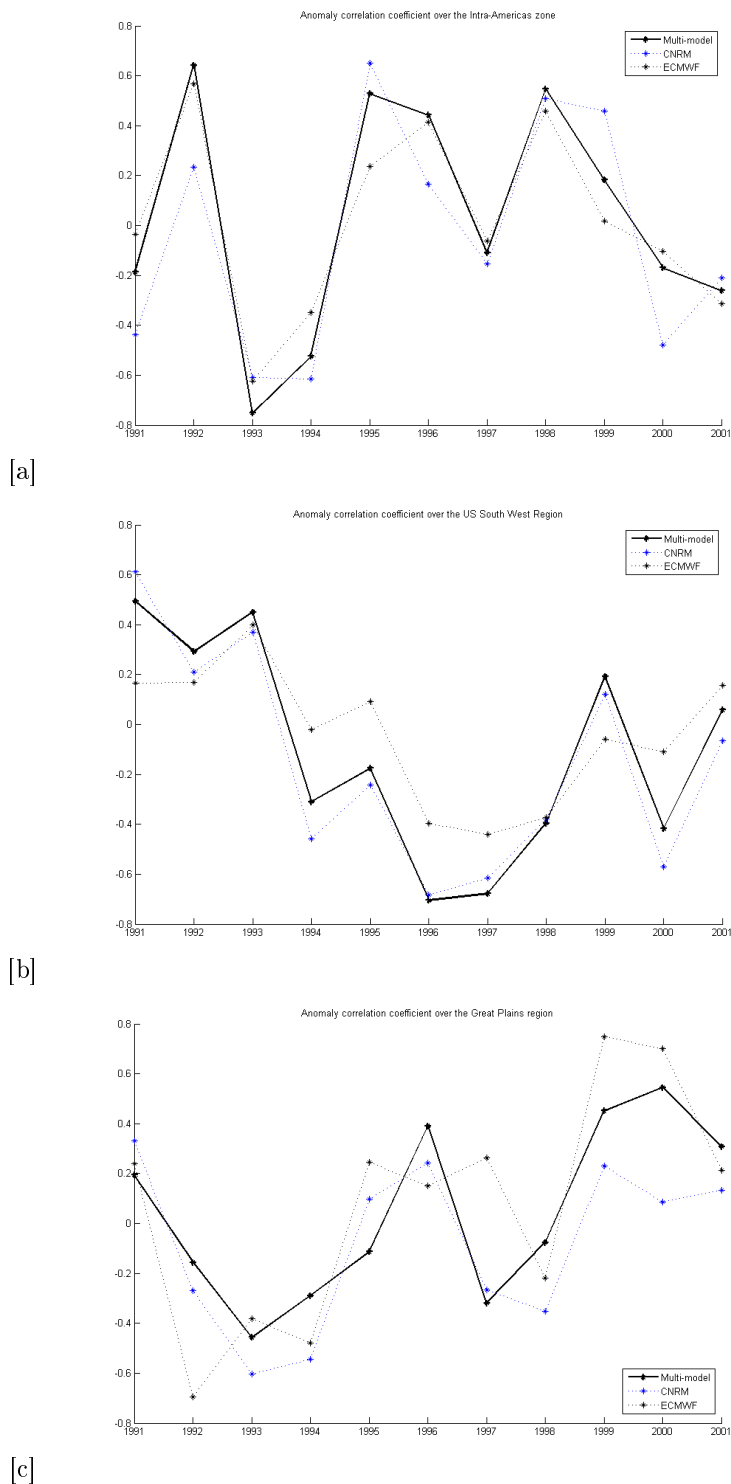 Anomaly correlation coefficient over the Intra-Americas zone
Multi-model
CNRM
ECMWF
0.8
0.6
0.4
0.2
0
-0.2
-0.4
-0.6
-0.8
1991 1992 1993 1994 1995 1996 1997 1998 1999 2000 2001
[a]
Anomaly correlation coefficient over the US South West Region
Multi-model
CNRM
ECMWF
0.8
0.6
0.4
0.2
0
-0.2
-0.4
-0.6
-0.8
1991 1992 1993 1994 1995 1996 1997 1998 1999 2000 2001
[b]
Anomaly correlation coefficient over the Great Plains region
0.8
0.6
0.4
0.2
0
-0.2
-0.4
-0.6
-0.8
Multi-model
CNRM
ECMWF
1991 1992 1993 1994 1995 1996 1997 1998 1999 2000 2001
[c]